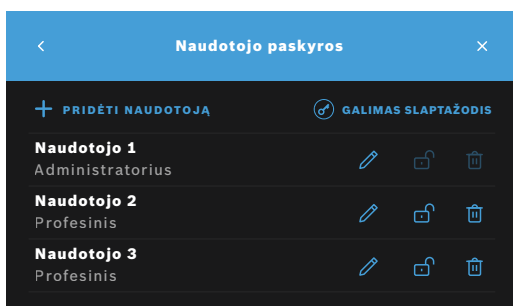 Naudotojo paskyros
PRIDĖTI NAUDOTOJĄ
GALIMAS SLAPTAŽODIS
Naudotojo 1
Administratorius
Naudotojo 2
Profesinis
Naudotojo 3
Profesinis